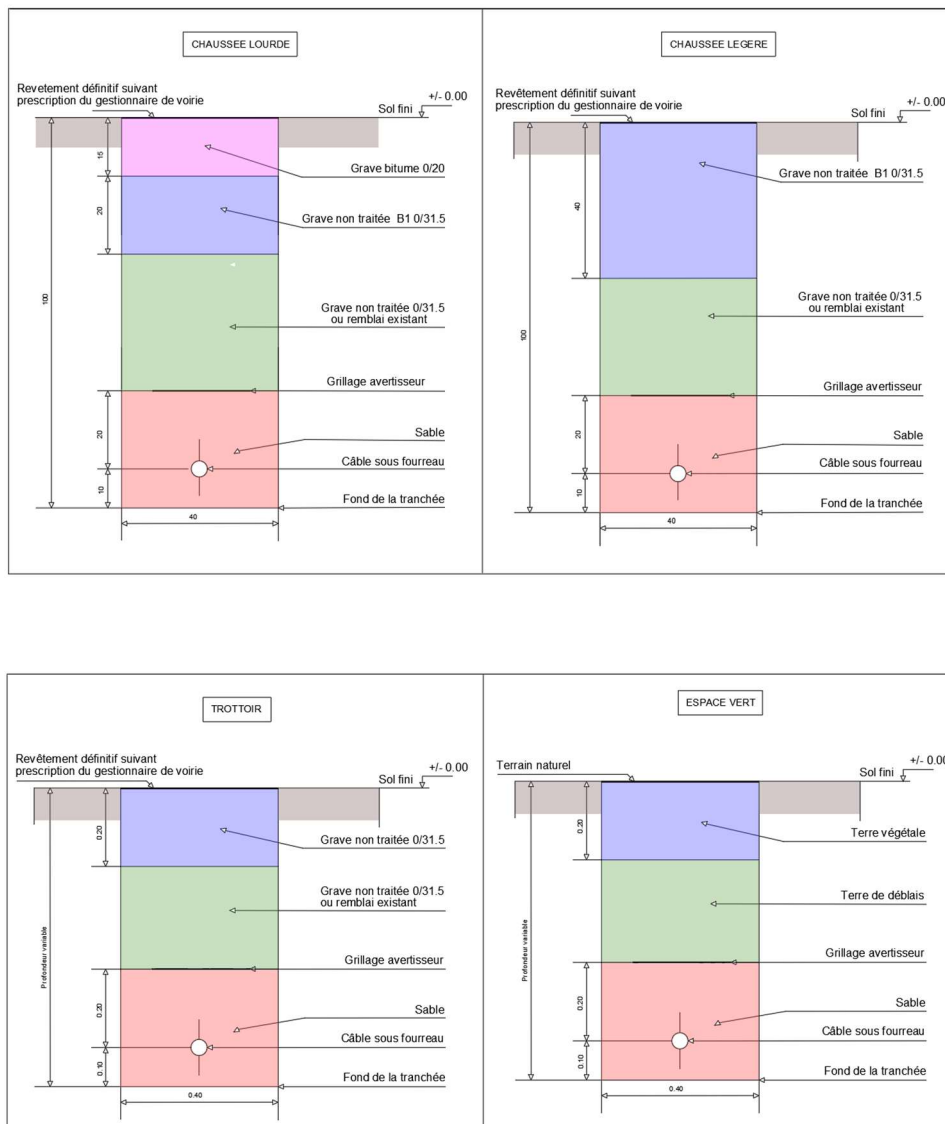 CHAUSSEE LOURDE
Revetement définitif suivant
prescription du gestionnaire de voirie
+/- 0.00
Sol fini
15
Grave bitume 0/20
20
Grave non traitée B1 0/31.5
100
Grave non traitée 0/31.5
ou remblai existant
Grillage avertisseur
20
Sable
Câble sous fourreau
10
Fond de la tranchée
40
CHAUSSEE LEGERE
Revêtement définitif suivant
prescription du gestionnaire de voirie
+/- 0.00
Sol fini
Grave non traitée B1 0/31.5
40
Grave non traitée 0/31.5
ou remblai existant
100
Grillage avertisseur
20
Sable
Câble sous fourreau
10
Fond de la tranchée
40
TROTTOIR
Revêtement définitif suivant
prescription du gestionnaire de voirie
+/- 0.00
Sol fini
0.20
Grave non traitée 0/31.5
Grave non traitée 0/31.5
ou remblai existant
Profondeur variable
Grillage avertisseur
0.20
Sable
Câble sous fourreau
0.10
Fond de la tranchée
0.40
ESPACE VERT
Terrain naturel
+/- 0.00
Sol fini
0.20
Terre végétale
Terre de déblais
Profondeur variable
Grillage avertisseur
0.20
Sable
Câble sous fourreau
0.10
Fond de la tranchée
0.40